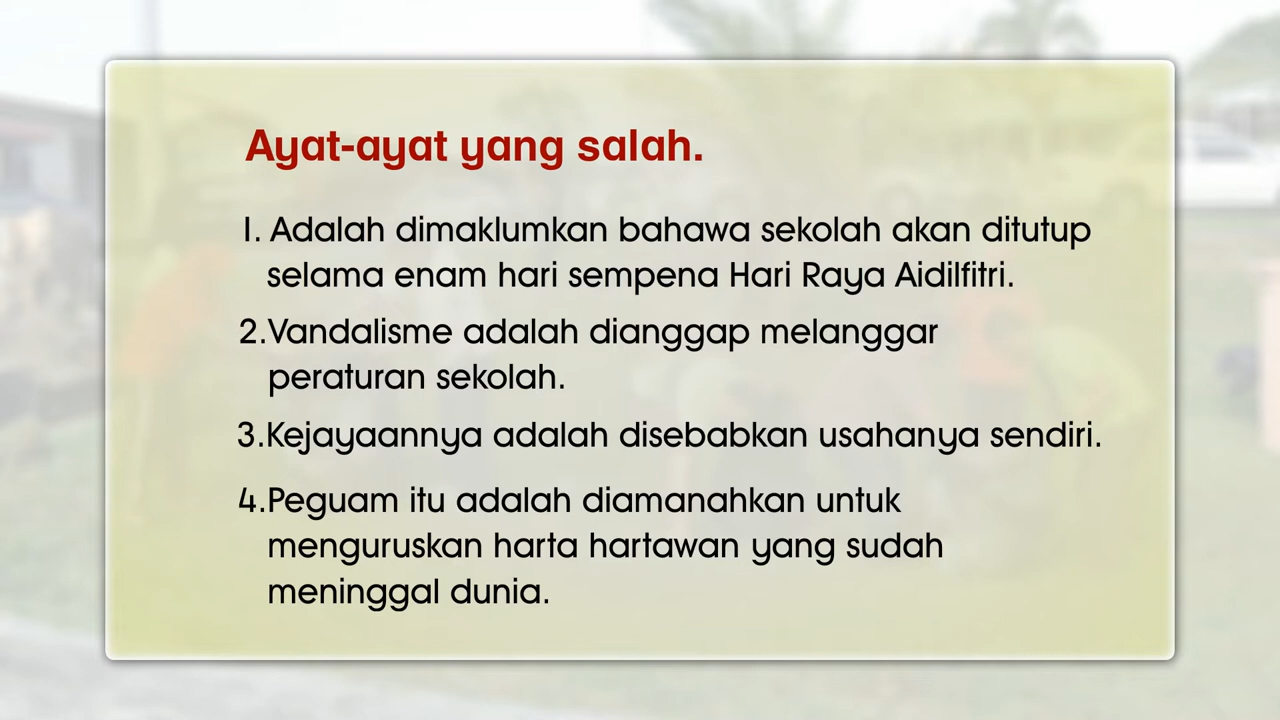 Ayat-ayat yang salah.
1. Adalah dimaklumkan bahawa sekolah akan ditutup
selama enam hari sempena Hari Raya Aidilfitri.
2.Vandalisme adalah dianggap melanggar
peraturan sekolah.
3.Kejayaannya adalah disebabkan usahanya sendiri.
4.Peguam itu adalah diamanahkan untuk
menguruskan harta hartawan yang sudah
meninggal dunia.